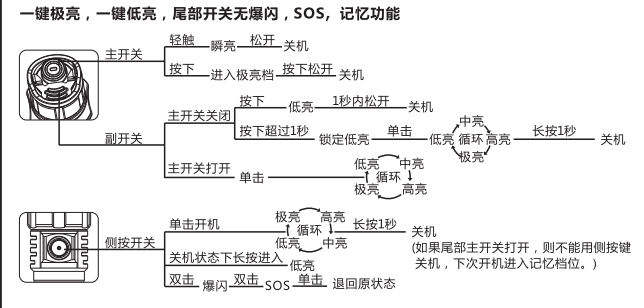 一键极亮，一键低亮，尾部开关无爆闪，SOS，记忆功能
主开关 轻触 瞬亮 松开 关机
按下 进入极亮档 按下松开 关机
副开关 主开关关闭 按下 低亮 1秒内松开 关机
按下超过1秒 锁定低亮 单击 低亮 循环 中亮 高亮 极亮 长按1秒 关机
主开关打开 单击 低亮 中亮 循环 极亮 高亮
侧按开关 单击开机 极亮 高亮 循环 低亮 中亮 长按1秒 关机
(如果尾部主开关打开，则不能用侧按键
关机，下次开机进入记忆档位。)
关机状态下长按进入 低亮
双击 爆闪 双击 SOS 单击 退回原状态